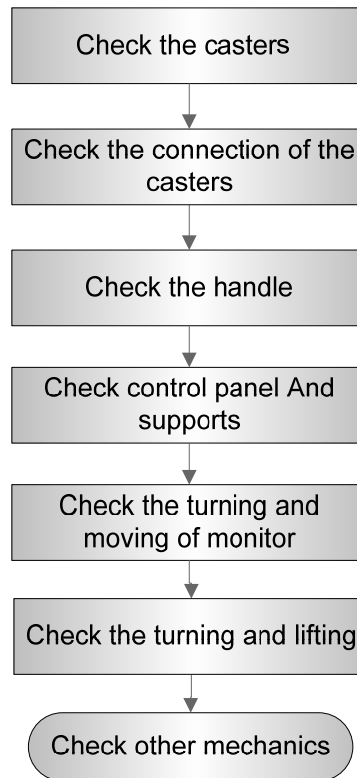 Check the casters
Check the connection of the
casters
Check the handle
Check control panel And
supports
Check the turning and
moving of monitor
Check the turning and lifting
Check other mechanics